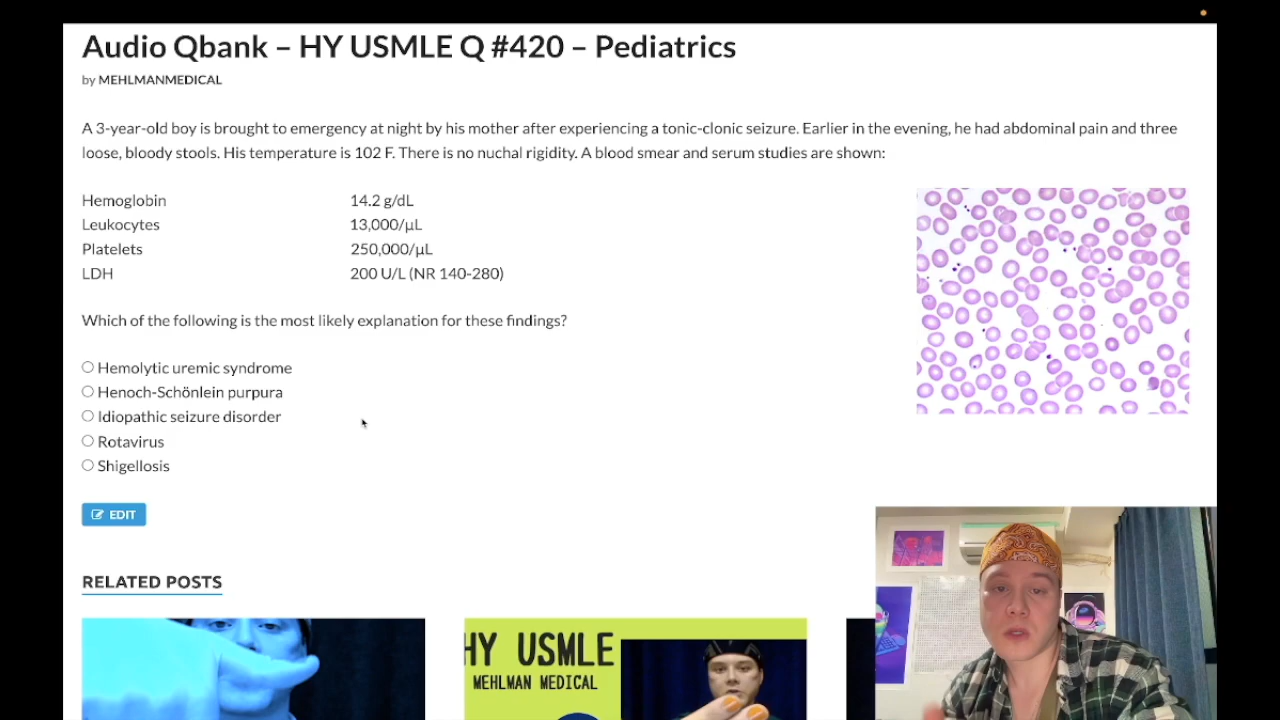 Audio Qbank – HY USMLE Q #420 – Pediatrics
by MEHLMANMEDICAL
A 3-year-old boy is brought to emergency at night by his mother after experiencing a tonic-clonic seizure. Earlier in the evening, he had abdominal pain and three
loose, bloody stools. His temperature is 102 F. There is no nuchal rigidity. A blood smear and serum studies are shown:
Hemoglobin 14.2 g/dL
Leukocytes 13,000/μL
Platelets 250,000/μL
LDH 200 U/L (NR 140-280)
Which of the following is the most likely explanation for these findings?
Hemolytic uremic syndrome
Henoch-Schönlein purpura
Idiopathic seizure disorder
Rotavirus
Shigellosis
EDIT
RELATED POSTS
HY USMLE
MEHLMAN MEDICAL